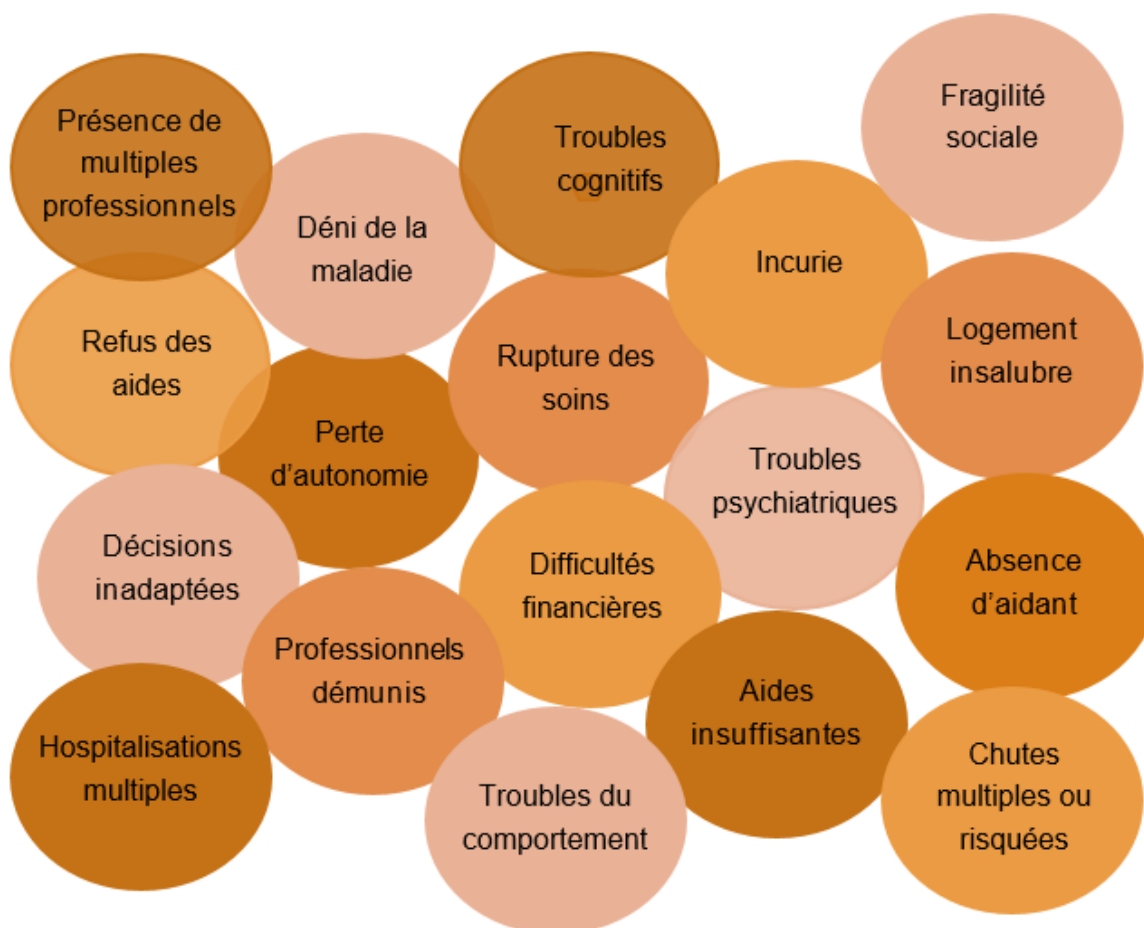 Présence de
multiples
professionnels
Déni de la
maladie
Troubles
cognitifs
Incurie
Fragilité
sociale
Refus des
aides
Perte
d’autonomie
Rupture des
soins
Troubles
psychiatriques
Logement
insalubre
Décisions
inadaptées
Professionnels
démunis
Difficultés
financières
Aides
insuffisantes
Absence
d’aidant
Hospitalisations
multiples
Troubles du
comportement
Chutes
multiples ou
risquées